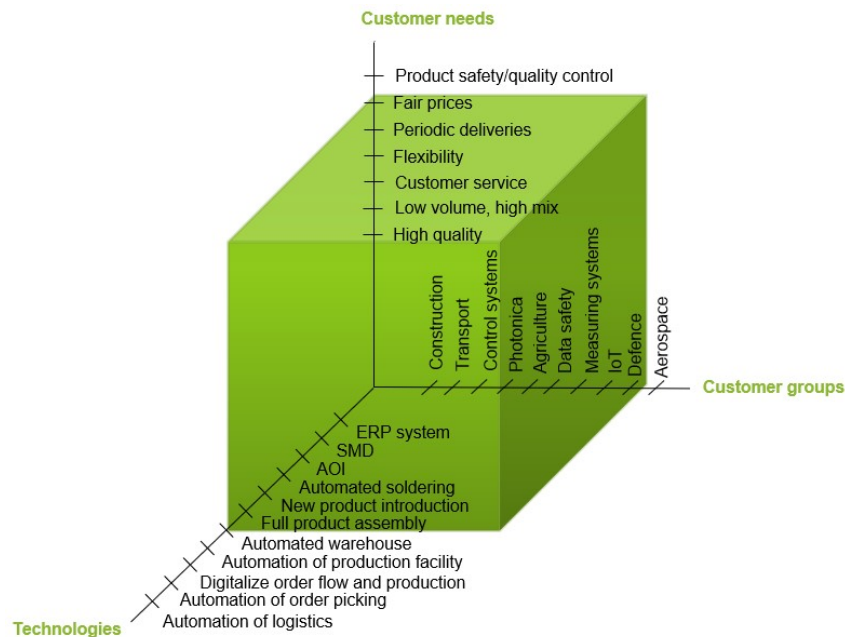 Customer needs
Product safety/quality control
Fair prices
Periodic deliveries
Flexibility
Customer service
Low volume, high mix
High quality
Construction
Transport
Control systems
Photonica
Agriculture
Data safety
Measuring systems
IoT
Defence
Aerospace
Customer groups
ERP system
SMD
AOI
Automated soldering
New product introduction
Full product assembly
Automated warehouse
Automation of production facility
Digitalize order flow and production
Automation of order picking
Automation of logistics
Technologies